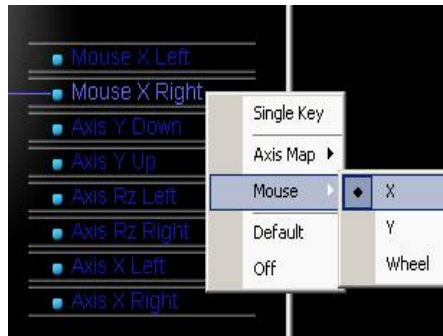 Mouse X Left
Mouse X Right
Axis Y Down
Axis Y Up
Axis Rz Left
Axis Rz Right
Axis X Left
Axis X Right
Single Key
Axis Map
Mouse
Default
Off
X
Y
Wheel